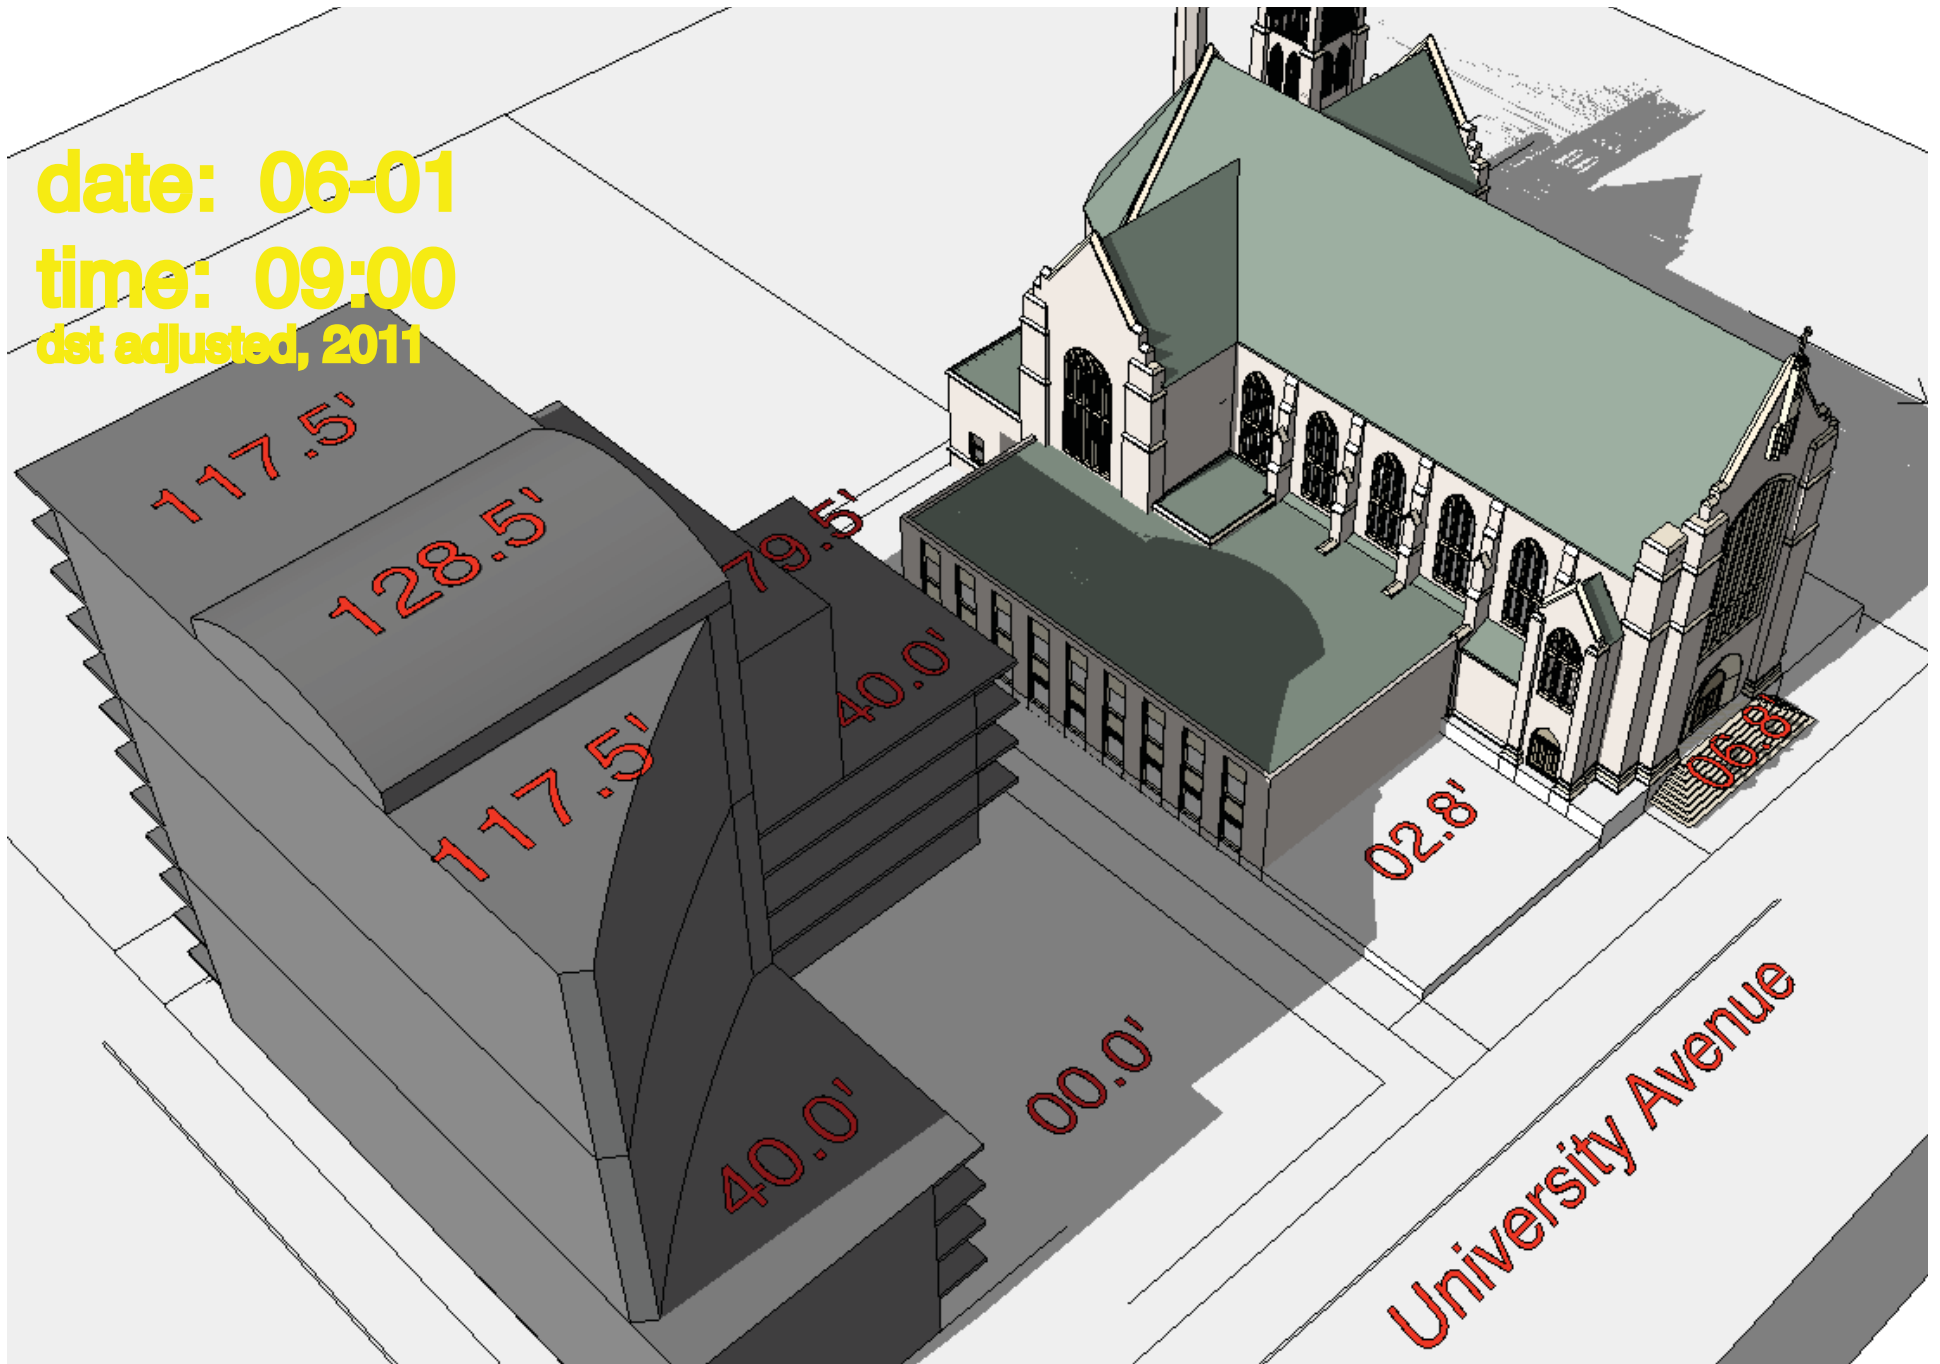 date: 06-01
time: 09:00
dst adjusted, 2011
117.5'
128.5'
79.5'
40.0'
117.5'
06.8'
02.8'
00.0'
40.0'
University Avenue